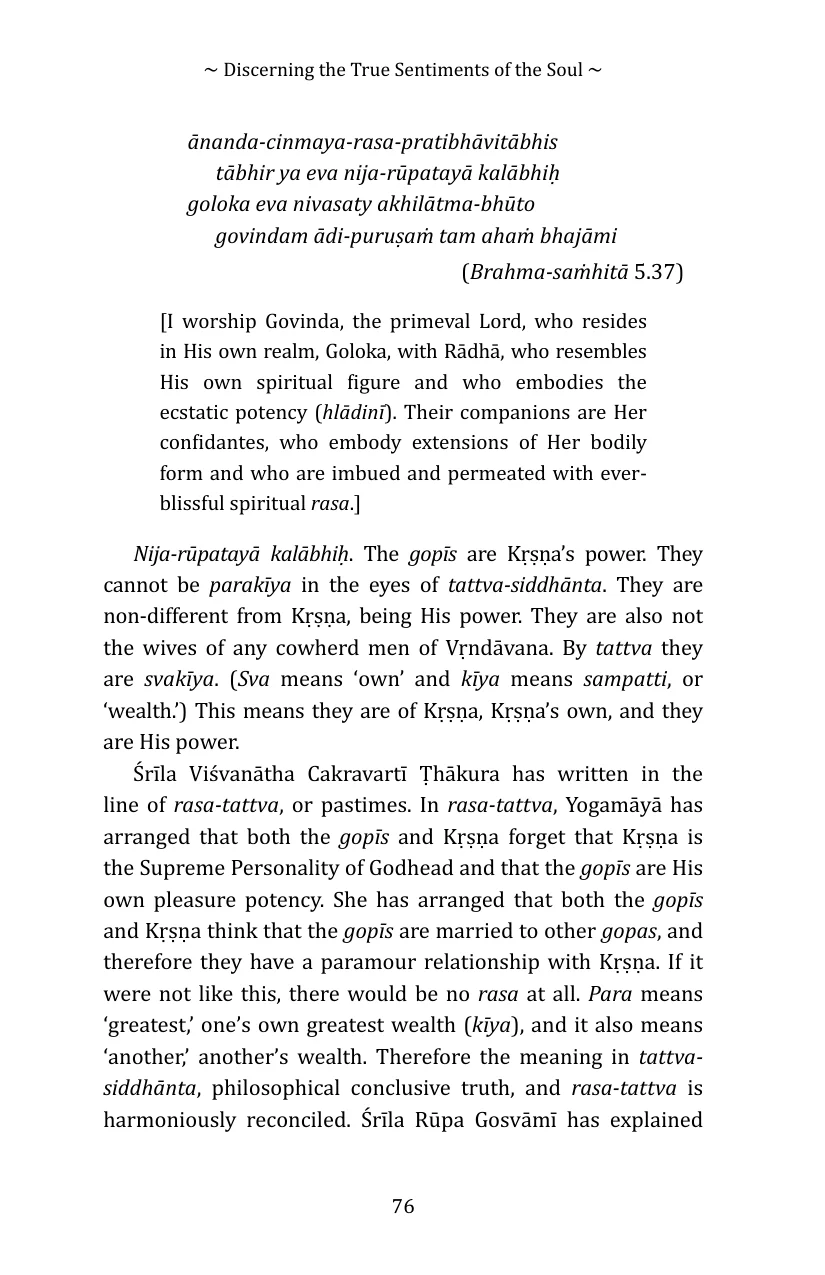 ~ Discerning the True Sentiments of the Soul ~
ānanda-cinmaya-rasa-pratibhāvitābhis
tābhir ya eva nija-rūpatayā kalābhiḥ
goloka eva nivasaty akhilātma-bhūto
govindam ādi-puruṣaṁ tam ahaṁ bhajāmi
(Brahma-saṁhitā 5.37)
[I worship Govinda, the primeval Lord, who resides
in His own realm, Goloka, with Rādhā, who resembles
His own spiritual figure and who embodies the
ecstatic potency (hlādinī). Their companions are Her
confidantes, who embody extensions of Her bodily
form and who are imbued and permeated with ever-
blissful spiritual rasa.]
Nija-rūpatayā kalābhiḥ. The gopīs are Kṛṣṇa’s power. They
cannot be parakīya in the eyes of tattva-siddhānta. They are
non-different from Kṛṣṇa, being His power. They are also not
the wives of any cowherd men of Vṛndāvana. By tattva they
are svakīya. (Sva means ‘own’ and kīya means sampatti, or
‘wealth.’) This means they are of Kṛṣṇa, Kṛṣṇa’s own, and they
are His power.
Śrīla Viśvanātha Cakravartī Ṭhākura has written in the
line of rasa-tattva, or pastimes. In rasa-tattva, Yogamāyā has
arranged that both the gopīs and Kṛṣṇa forget that Kṛṣṇa is
the Supreme Personality of Godhead and that the gopīs are His
own pleasure potency. She has arranged that both the gopīs
and Kṛṣṇa think that the gopīs are married to other gopas, and
therefore they have a paramour relationship with Kṛṣṇa. If it
were not like this, there would be no rasa at all. Para means
‘greatest,’ one’s own greatest wealth (kīya), and it also means
‘another,’ another’s wealth. Therefore the meaning in tattva-
siddhānta, philosophical conclusive truth, and rasa-tattva is
harmoniously reconciled. Śrīla Rūpa Gosvāmī has explained
76